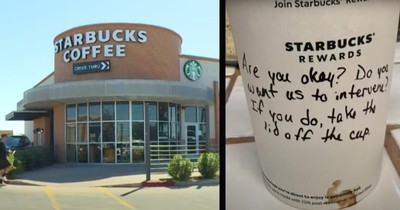 STARBUCKS
COFFEE
DRIVE THRU
Join Starbucks® Rewards
STARBUCKS®
REWARDS
Are you okay? Do you
want us to intervene?
If you do, take the
lid off the cup.